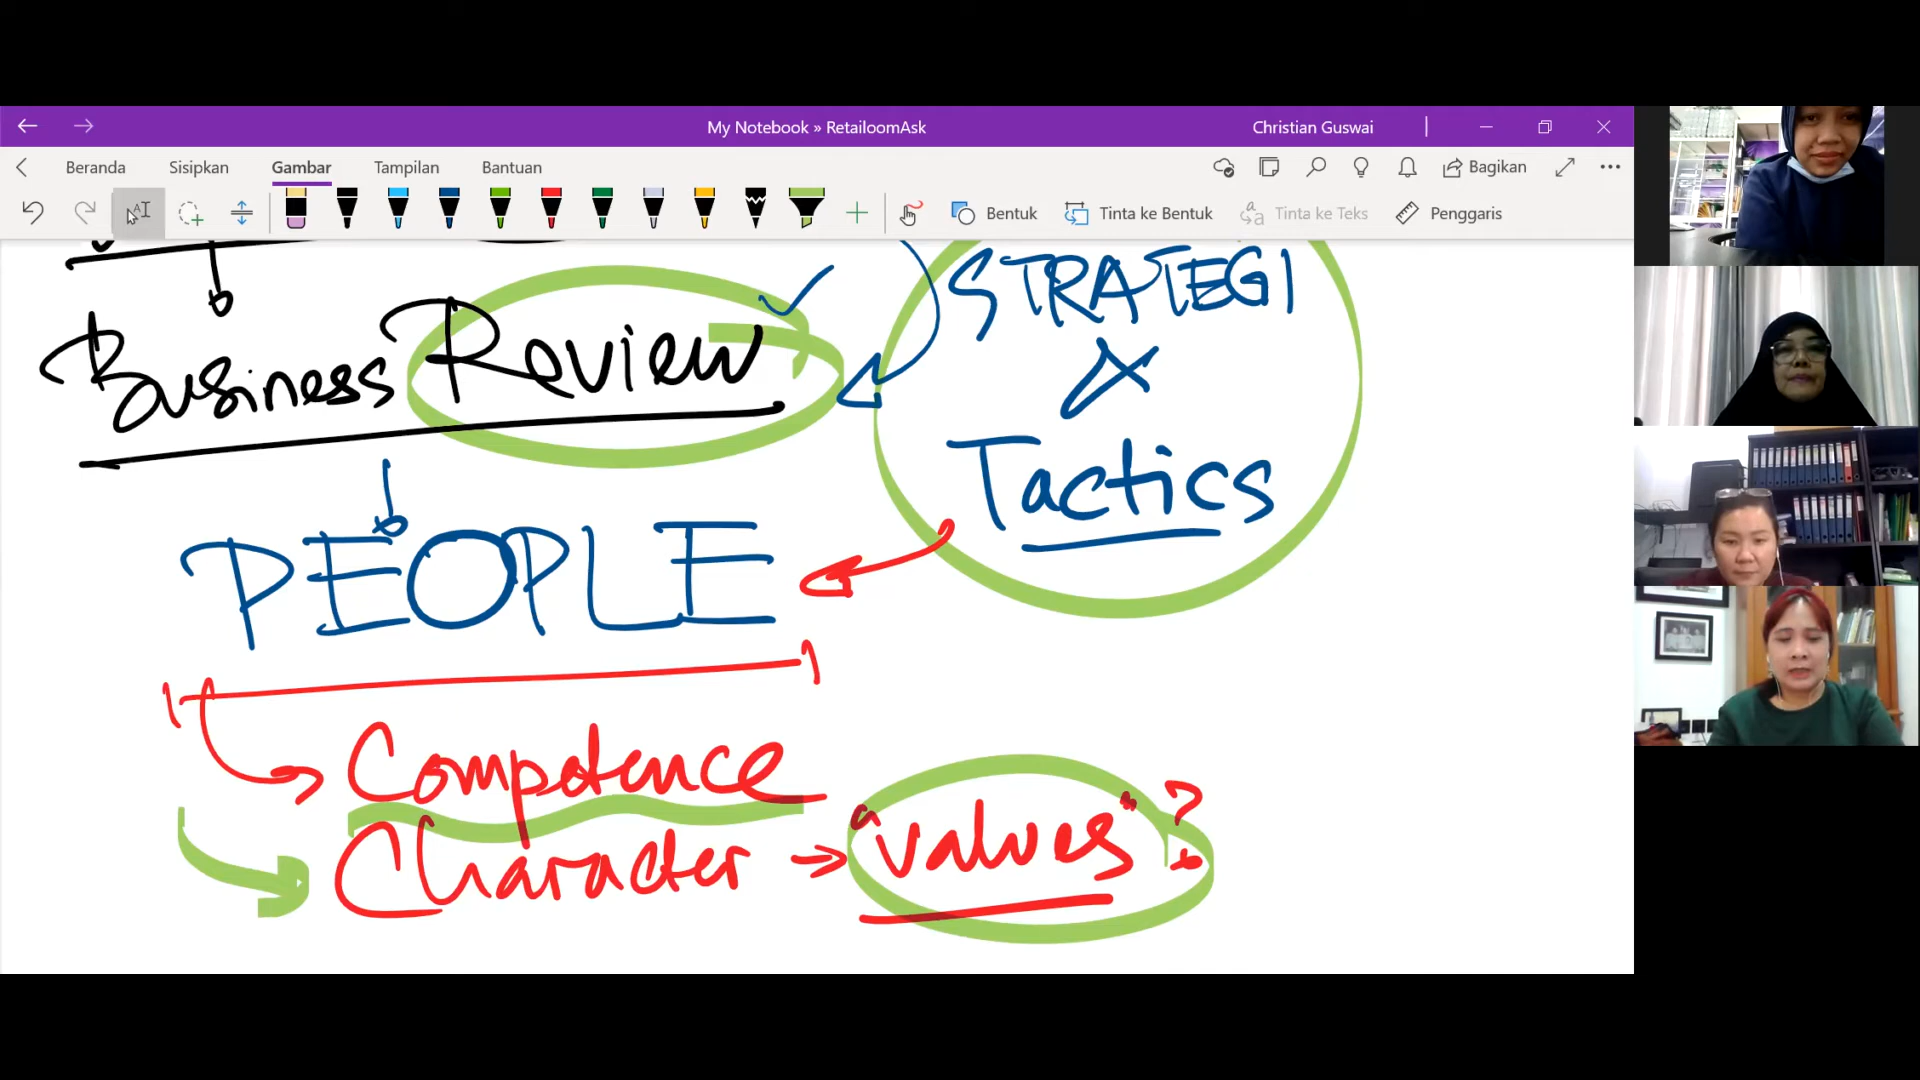 My Notebook » RetailoomAsk
Christian Guswai
Beranda Sisipkan Gambar Tampilan Bantuan
Bagikan
Bentuk Tinta ke Bentuk Tinta ke Teks Penggaris
STRATEGI
Business Review
&
Tactics
PEOPLE
Competence
Character → "values" ?